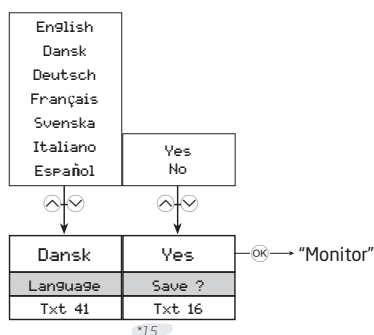 English
Dansk
Deutsch
Français
Svenska
Italiano
Español
Yes
No
Dansk Yes OK "Monitor"
Language Save ?
Txt 41 Txt 16
*15